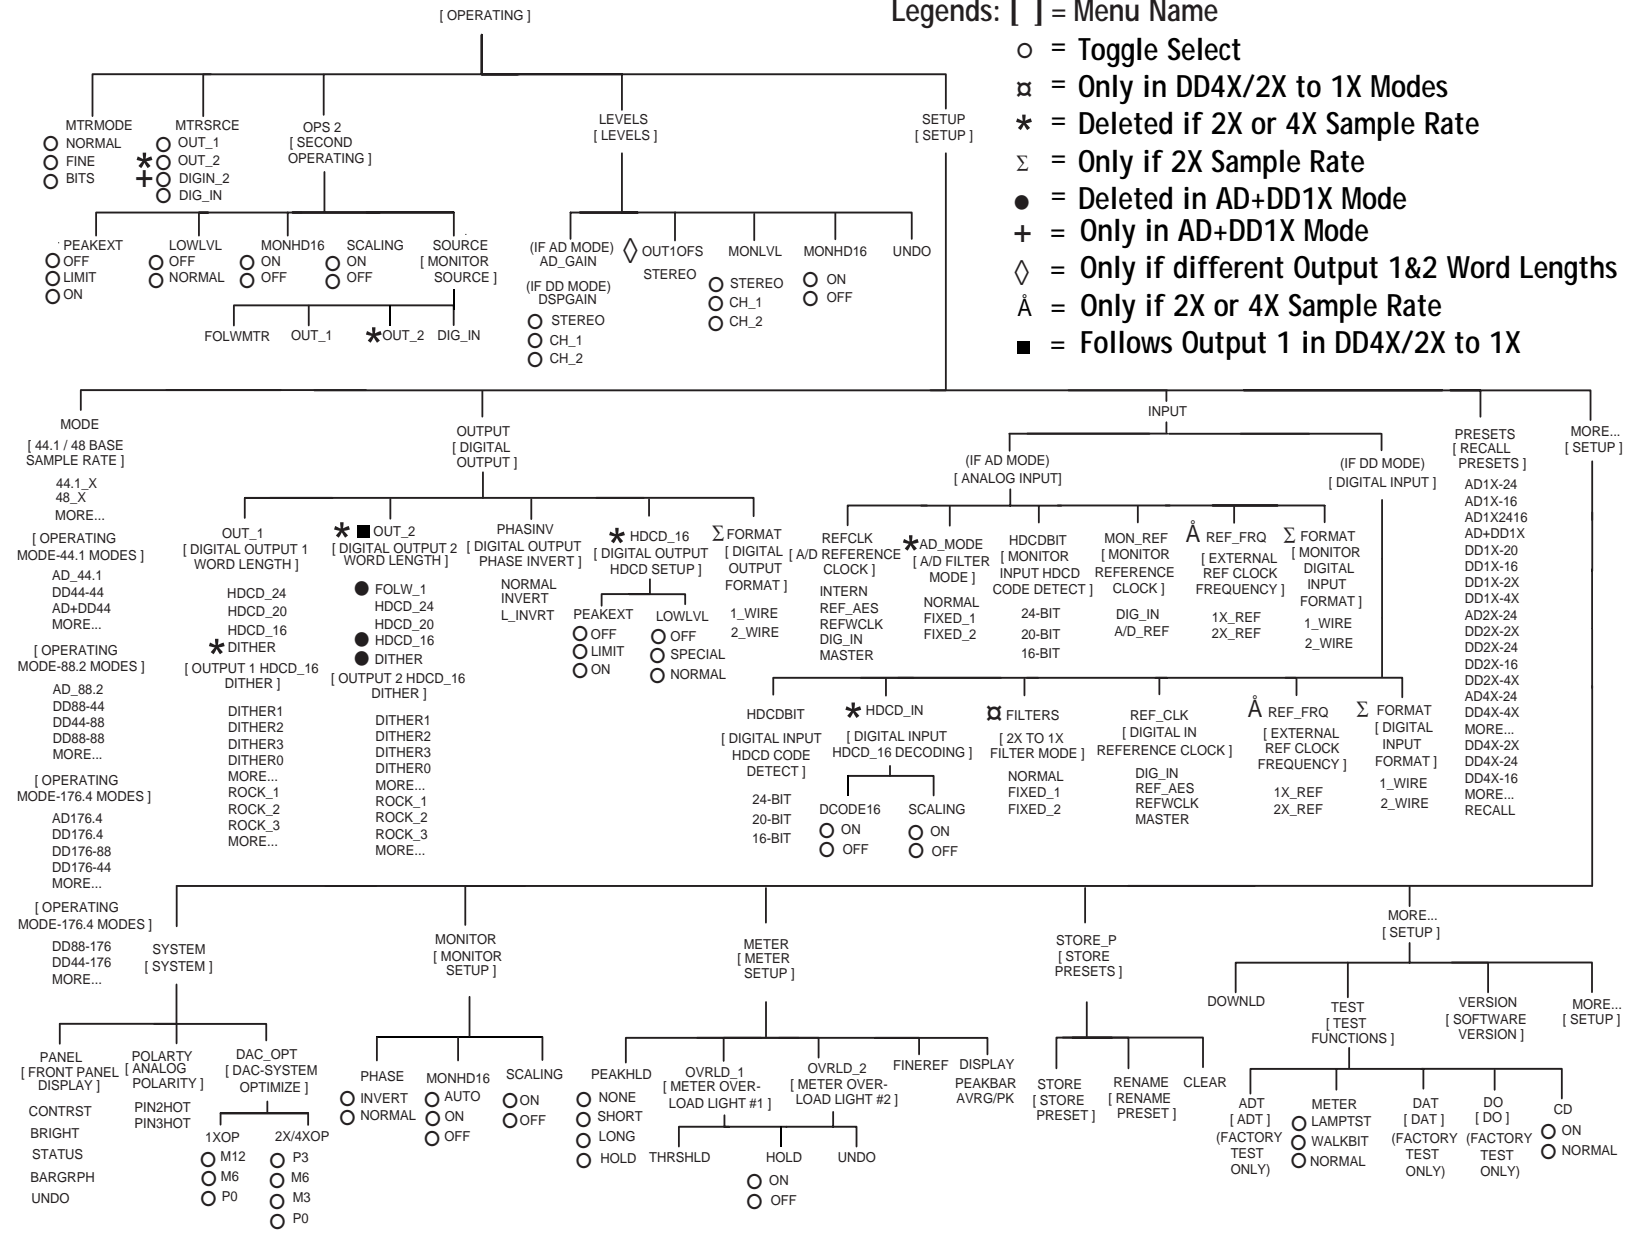 [ OPERATING ]
Legends: [ ] = Menu Name
○ = Toggle Select
¤ = Only in DD4X/2X to 1X Modes
* = Deleted if 2X or 4X Sample Rate
Σ = Only if 2X Sample Rate
● = Deleted in AD+DD1X Mode
+ = Only in AD+DD1X Mode
◊ = Only if different Output 1&2 Word Lengths
Å = Only if 2X or 4X Sample Rate
■ = Follows Output 1 in DD4X/2X to 1X
MTRMODE
○ NORMAL
○ FINE
○ BITS
MTRSRCE
○ OUT_1
*○ OUT_2
+○ DIGIN_2
○ DIG_IN
OPS 2
[ SECOND
OPERATING ]
LEVELS
[ LEVELS ]
SETUP
[ SETUP ]
PEAKEXT
○ OFF
○ LIMIT
○ ON
LOWLVL
○ OFF
○ NORMAL
MONHD16
○ ON
○ OFF
SCALING
○ ON
○ OFF
SOURCE
[ MONITOR
SOURCE ]
FOLWMTR
OUT_1
*OUT_2
DIG_IN
(IF AD MODE)
AD_GAIN
(IF DD MODE)
DSPGAIN
○ STEREO
○ CH_1
○ CH_2
◊ OUT1OFS
STEREO
MONLVL
○ STEREO
○ CH_1
○ CH_2
MONHD16
○ ON
○ OFF
UNDO
MODE
[ 44.1 / 48 BASE
SAMPLE RATE ]
44.1_X
48_X
MORE...
[ OPERATING
MODE-44.1 MODES ]
AD_44.1
DD44-44
AD+DD44
MORE...
[ OPERATING
MODE-88.2 MODES ]
AD_88.2
DD88-44
DD44-88
DD88-88
MORE...
[ OPERATING
MODE-176.4 MODES ]
AD176.4
DD176.4
DD176-88
DD176-44
MORE...
[ OPERATING
MODE-176.4 MODES ]
DD88-176
DD44-176
MORE...
OUTPUT
[ DIGITAL
OUTPUT ]
OUT_1
[ DIGITAL OUTPUT 1
WORD LENGTH ]
HDCD_24
HDCD_20
HDCD_16
* DITHER
[ OUTPUT 1 HDCD_16
DITHER ]
DITHER1
DITHER2
DITHER3
DITHER0
MORE...
ROCK_1
ROCK_2
ROCK_3
MORE...
* ■ OUT_2
[ DIGITAL OUTPUT 2
WORD LENGTH ]
● FOLW_1
HDCD_24
HDCD_20
● HDCD_16
● DITHER
[ OUTPUT 2 HDCD_16
DITHER ]
DITHER1
DITHER2
DITHER3
DITHER0
MORE...
ROCK_1
ROCK_2
ROCK_3
MORE...
PHASINV
[ DIGITAL OUTPUT
PHASE INVERT ]
NORMAL
INVERT
L_INVRT
* HDCD_16
[ DIGITAL OUTPUT
HDCD SETUP ]
PEAKEXT
○ OFF
○ LIMIT
○ ON
LOWLVL
○ OFF
○ SPECIAL
○ NORMAL
Σ FORMAT
[ DIGITAL
OUTPUT
FORMAT ]
1_WIRE
2_WIRE
INPUT
(IF AD MODE)
[ ANALOG INPUT]
REFCLK
[ A/D REFERENCE
CLOCK ]
INTERN
REF_AES
REFWCLK
DIG_IN
MASTER
*AD_MODE
[ A/D FILTER
MODE ]
NORMAL
FIXED_1
FIXED_2
HDCDBIT
[ MONITOR
INPUT HDCD
CODE DETECT ]
24-BIT
20-BIT
16-BIT
MON_REF
[ MONITOR
REFERENCE
CLOCK ]
DIG_IN
A/D_REF
Å REF_FRQ
[ EXTERNAL
REF CLOCK
FREQUENCY ]
1X_REF
2X_REF
Σ FORMAT
[ MONITOR
DIGITAL
INPUT
FORMAT ]
1_WIRE
2_WIRE
(IF DD MODE)
[ DIGITAL INPUT ]
HDCDBIT
[ DIGITAL INPUT
HDCD CODE
DETECT ]
24-BIT
20-BIT
16-BIT
* HDCD_IN
[ DIGITAL INPUT
HDCD_16 DECODING ]
DCODE16
○ ON
○ OFF
SCALING
○ ON
○ OFF
¤ FILTERS
[ 2X TO 1X
FILTER MODE ]
NORMAL
FIXED_1
FIXED_2
REF_CLK
[ DIGITAL IN
REFERENCE CLOCK ]
DIG_IN
REF_AES
REFWCLK
MASTER
Å REF_FRQ
[ EXTERNAL
REF CLOCK
FREQUENCY ]
1X_REF
2X_REF
Σ FORMAT
[ DIGITAL
INPUT
FORMAT ]
1_WIRE
2_WIRE
PRESETS
[ RECALL
PRESETS ]
AD1X-24
AD1X-16
AD1X2416
AD+DD1X
DD1X-20
DD1X-16
DD1X-2X
DD1X-4X
AD2X-24
DD2X-2X
DD2X-24
DD2X-16
DD2X-4X
AD4X-24
DD4X-4X
MORE...
DD4X-2X
DD4X-24
DD4X-16
MORE...
RECALL
MORE...
[ SETUP ]
SYSTEM
[ SYSTEM ]
PANEL
[ FRONT PANEL
DISPLAY ]
CONTRST
BRIGHT
STATUS
BARGRPH
UNDO
POLARTY
[ ANALOG
POLARITY ]
PIN2HOT
PIN3HOT
DAC_OPT
[ DAC-SYSTEM
OPTIMIZE ]
1XOP
○ M12
○ M6
○ P0
2X/4XOP
○ P3
○ M6
○ M3
○ P0
MONITOR
[ MONITOR
SETUP ]
PHASE
○ INVERT
○ NORMAL
MONHD16
○ AUTO
○ ON
○ OFF
SCALING
○ ON
○ OFF
METER
[ METER
SETUP ]
PEAKHLD
○ NONE
○ SHORT
○ LONG
○ HOLD
OVRLD_1
[ METER OVER-
LOAD LIGHT #1 ]
OVRLD_2
[ METER OVER-
LOAD LIGHT #2 ]
THRSHLD
HOLD
○ ON
○ OFF
UNDO
FINEREF
DISPLAY
PEAKBAR
AVRG/PK
STORE_P
[ STORE
PRESETS ]
STORE
[ STORE
PRESET ]
RENAME
[ RENAME
PRESET ]
CLEAR
MORE...
[ SETUP ]
DOWNLD
TEST
[ TEST
FUNCTIONS ]
VERSION
[ SOFTWARE
VERSION ]
MORE...
[ SETUP ]
ADT
[ ADT ]
(FACTORY
TEST
ONLY)
METER
○ LAMPTST
○ WALKBIT
○ NORMAL
DAT
[ DAT ]
(FACTORY
TEST
ONLY)
DO
[ DO ]
(FACTORY
TEST
ONLY)
CD
○ ON
○ NORMAL